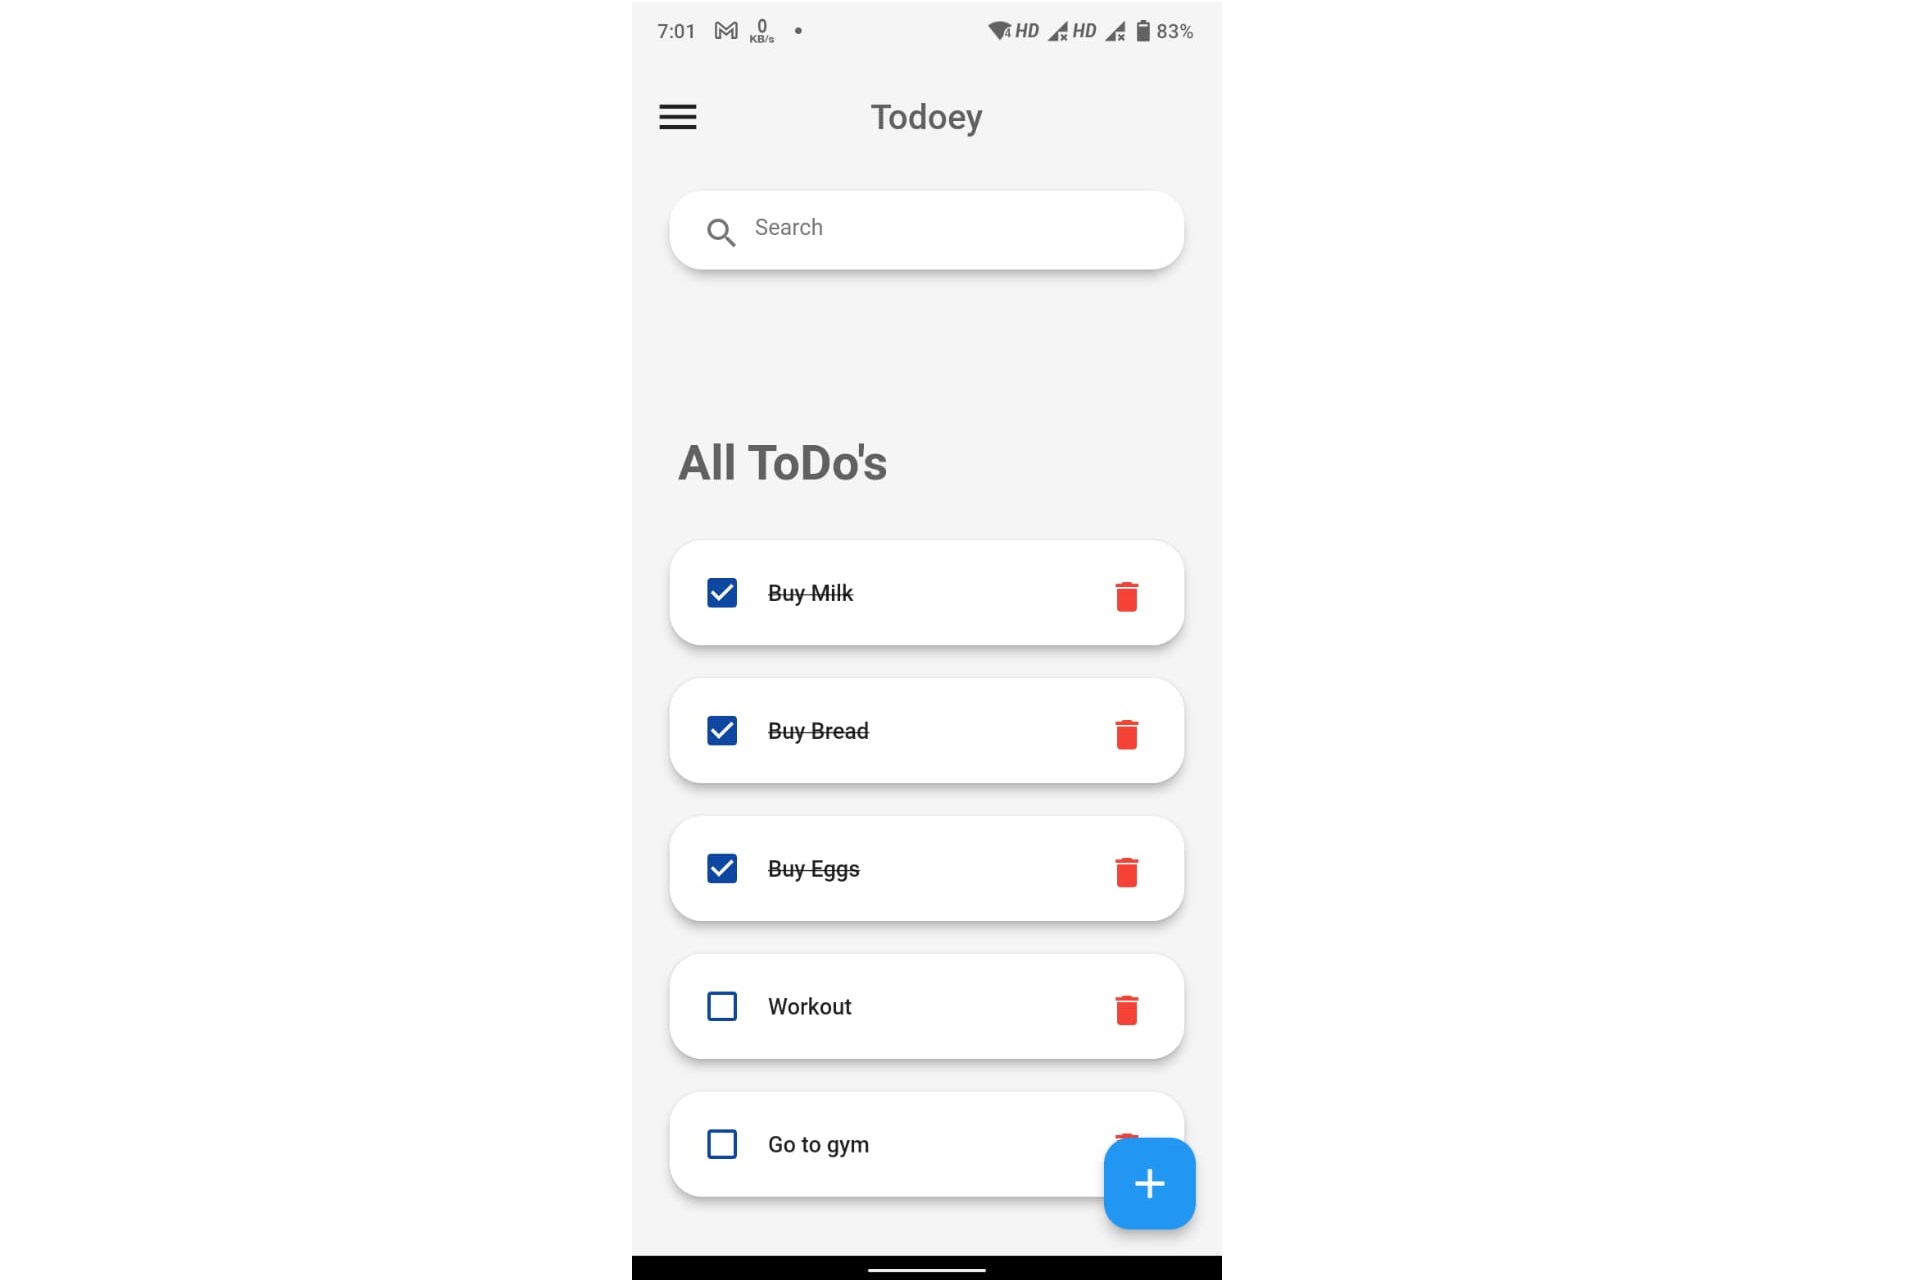 7:01 0 KB/s • 4 HD HD 83%
Todoey
Search
All ToDo's
Buy Milk
Buy Bread
Buy Eggs
Workout
Go to gym